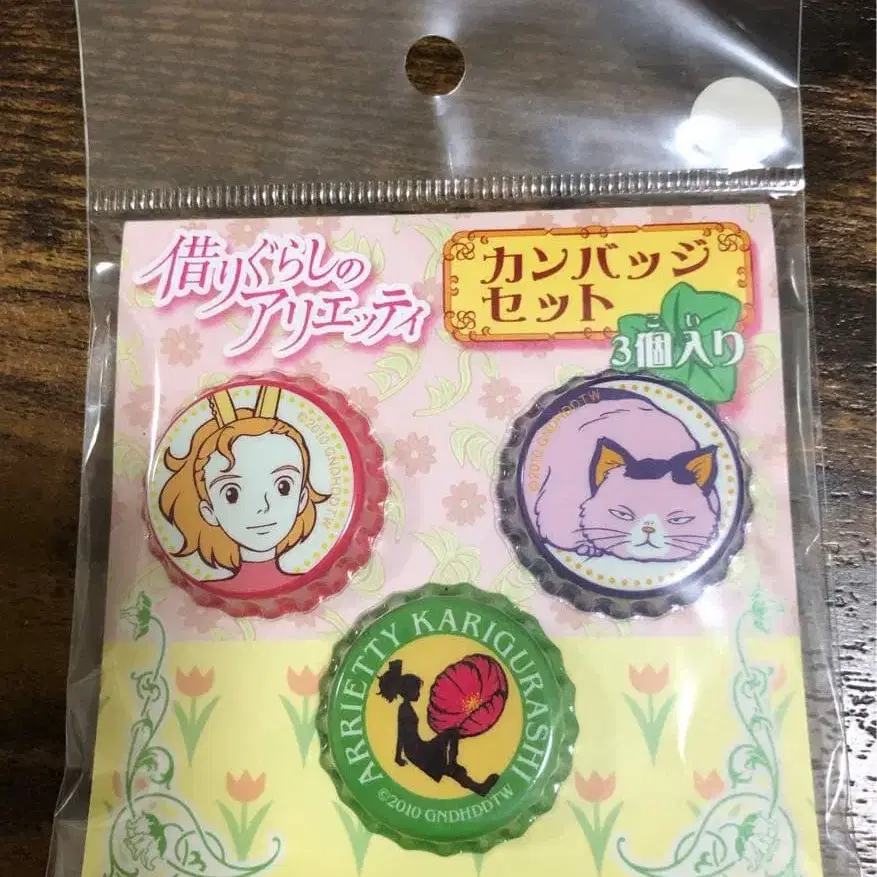 借りぐらしの
アリエッティ
カンバッジ
セット
こ い
3個入り
©2010 GNDHDDTW
©2010 GNDHDDTW
ARRIETTY KARIGURASHI
©2010 GNDHDDTW